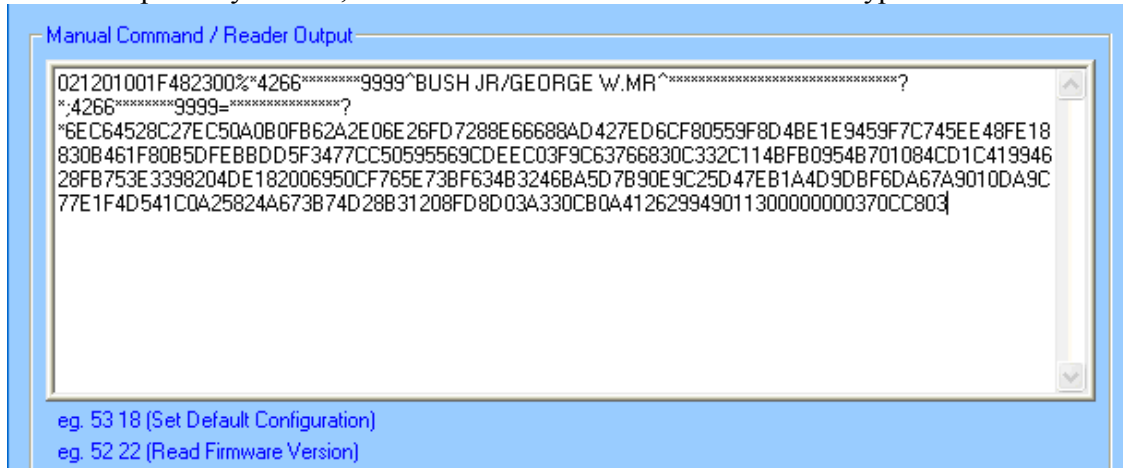 Manual Command / Reader Output
021201001F482300%*4266********9999^BUSH JR/GEORGE W.MR^*******************************?
*;4266********9999=***************?
*6EC64528C27EC50A0B0FB62A2E06E26FD7288E66688AD427ED6CF80559F8D4BE1E9459F7C745EE48FE18
830B461F80B5DFEBBDD5F3477CC50595569CDEEC03F9C63766830C332C114BFB0954B701084CD1C419946
28FB753E3398204DE182006950CF765E73BF634B3246BA5D7B90E9C25D47EB1A4D9DBF6DA67A9010DA9C
77E1F4D541C0A25824A673B74D28B31208FD8D03A330CB0A4126299490113000000000370CC803
eg. 53 18 (Set Default Configuration)
eg. 52 22 (Read Firmware Version)